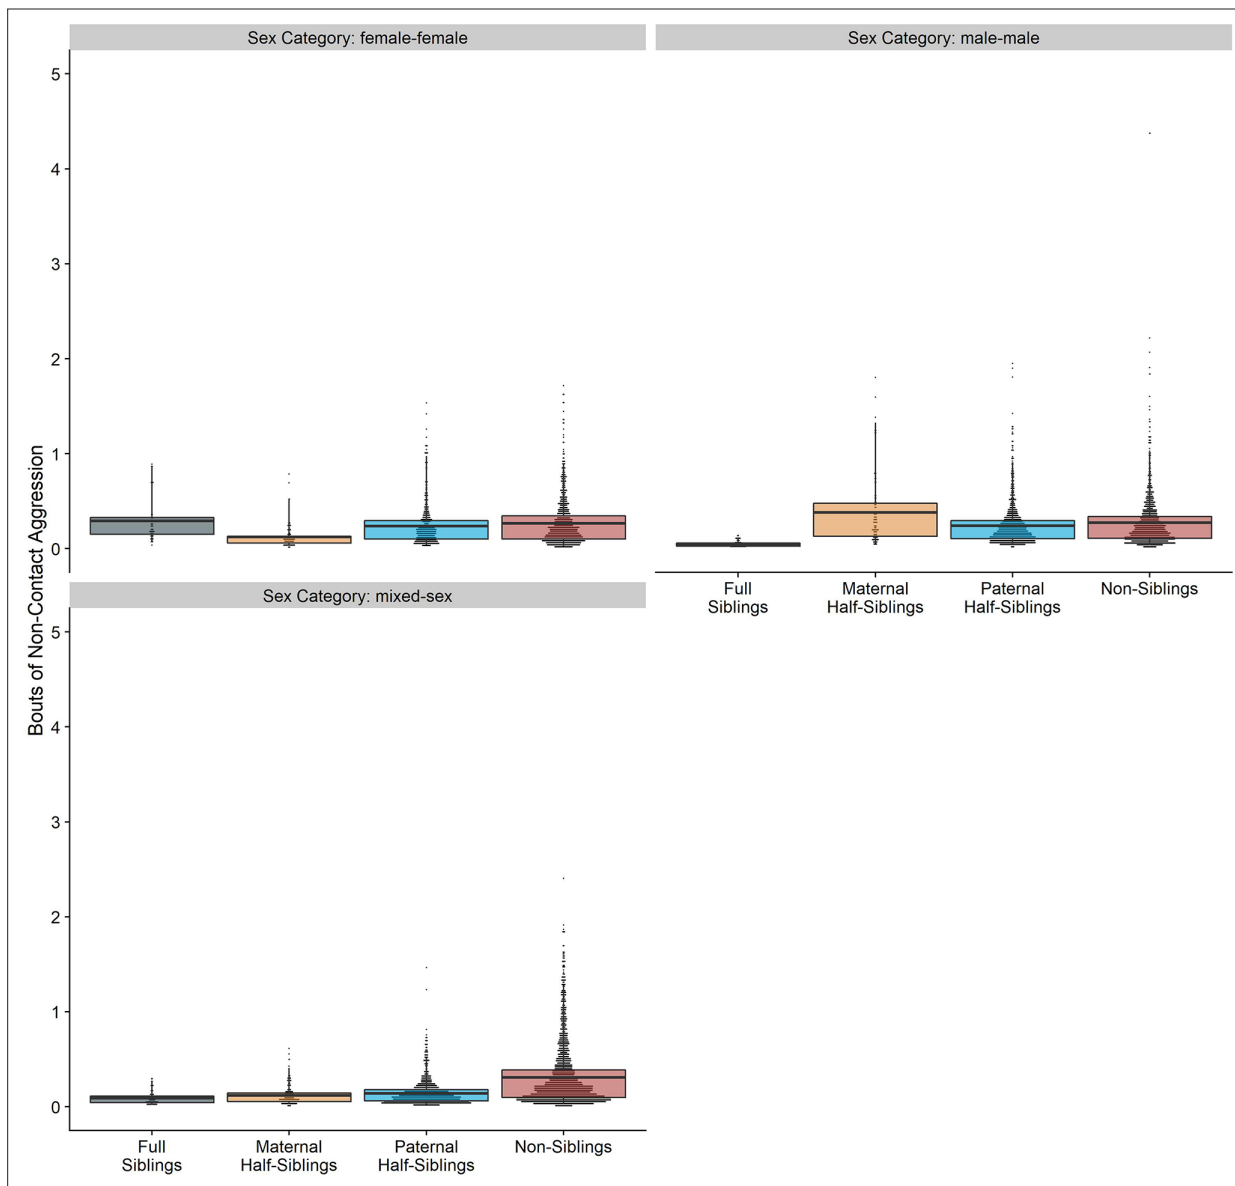 Sex Category: female-female
Sex Category: male-male
5
4
3
2
1
0
Full
Siblings
Maternal
Half-Siblings
Paternal
Half-Siblings
Non-Siblings
Bouts of Non-Contact Aggression
Sex Category: mixed-sex
5
4
3
2
1
0
Full
Siblings
Maternal
Half-Siblings
Paternal
Half-Siblings
Non-Siblings